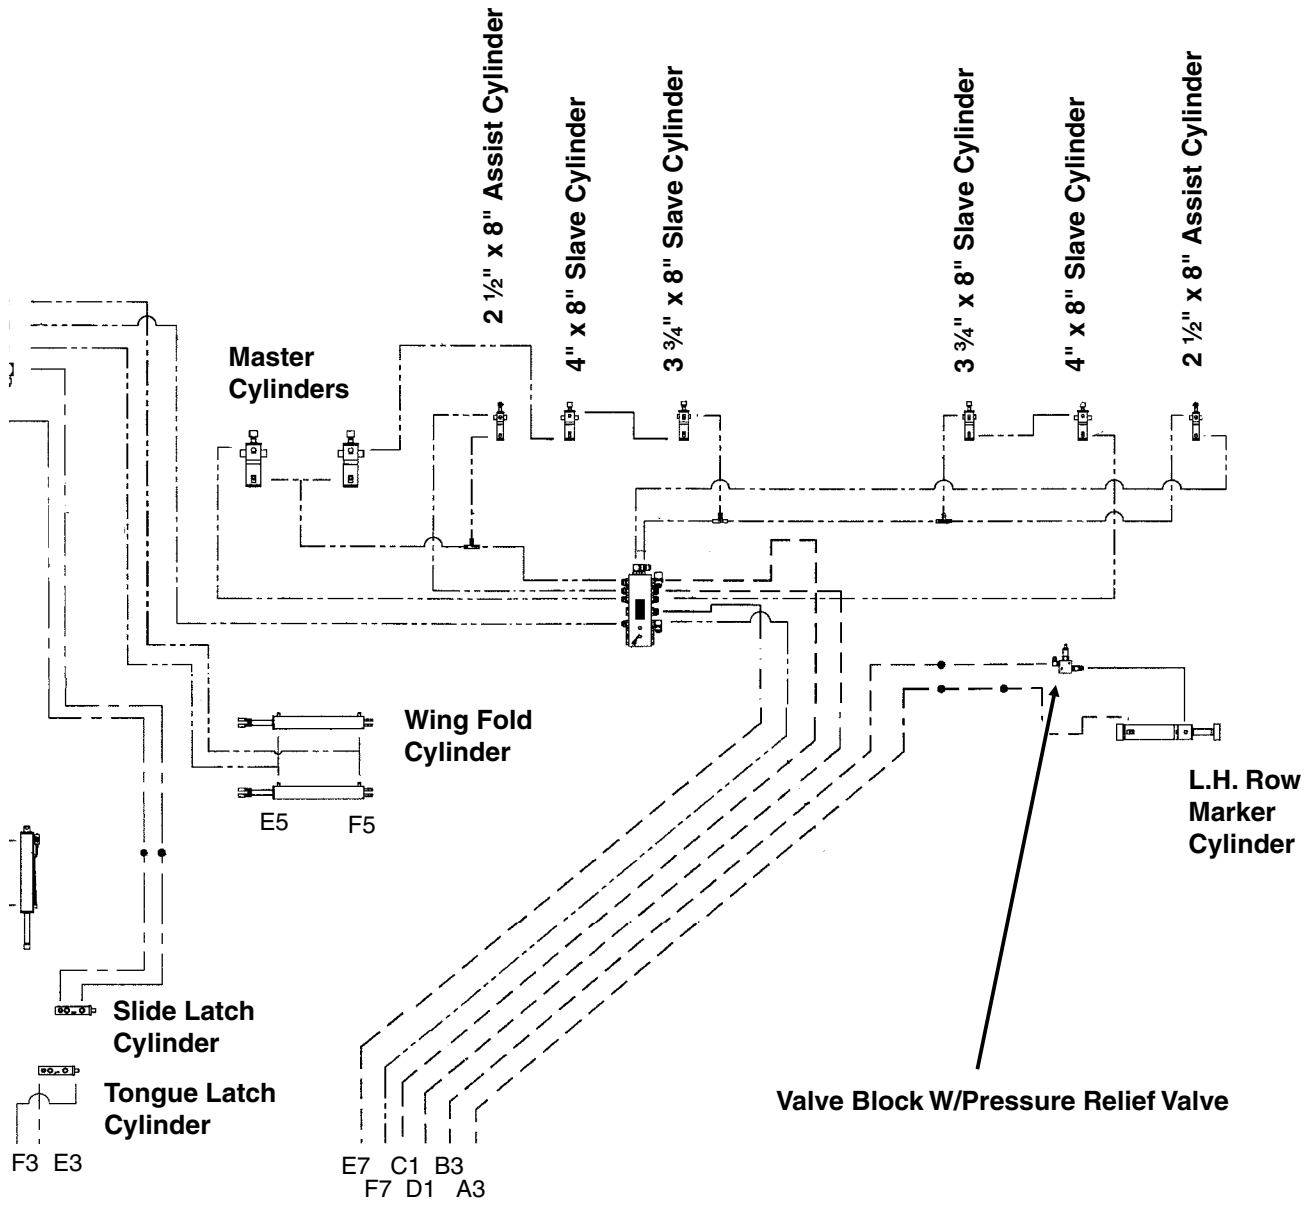 2 ½" x 8" Assist Cylinder
4" x 8" Slave Cylinder
3 ¾" x 8" Slave Cylinder
3 ¾" x 8" Slave Cylinder
4" x 8" Slave Cylinder
2 ½" x 8" Assist Cylinder
Master
Cylinders
Wing Fold
Cylinder
E5
F5
L.H. Row
Marker
Cylinder
Slide Latch
Cylinder
Tongue Latch
Cylinder
Valve Block W/Pressure Relief Valve
F3 E3
E7 C1 B3
F7 D1 A3